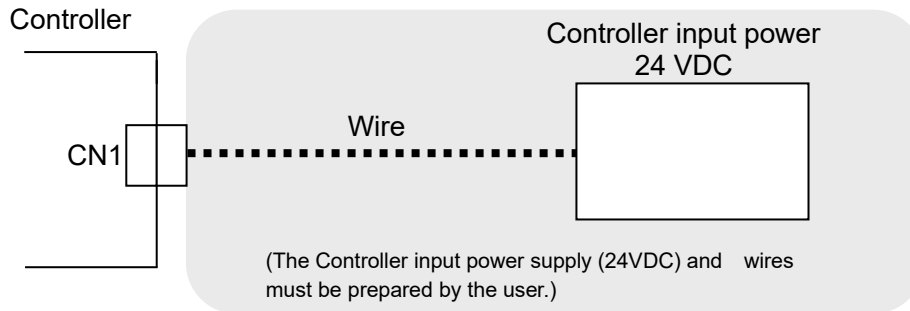 Controller
Controller input power
24 VDC
Wire
CN1
(The Controller input power supply (24VDC) and wires
must be prepared by the user.)